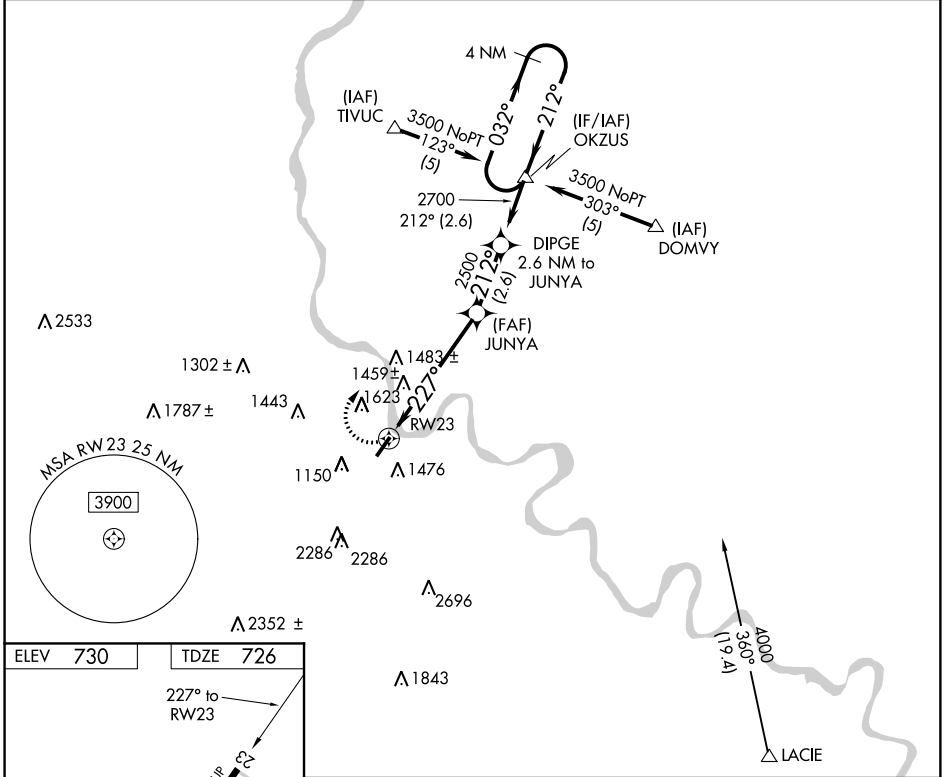 4 NM
032°
212°
(IAF)
TIVUC
3500 NoPT
123°
(5)
(IF/IAF)
OKZUS
3500 NoPT
303°
(5)
(IAF)
DOMVY
2700
212° (2.6)
DIPGE
2.6 NM to
JUNYA
2500
212°
(2.6)
(FAF)
JUNYA
2533
1302 ±
1483 ±
1459 ±
1623
1443
1787 ±
227°
RW23
MSA RW23 25 NM
3900
1150
1476
2286
2286
2696
2352 ±
1843
4000
360°
(19.4)
LACIE
ELEV 730
TDZE 726
227° to
RW23
23
UP